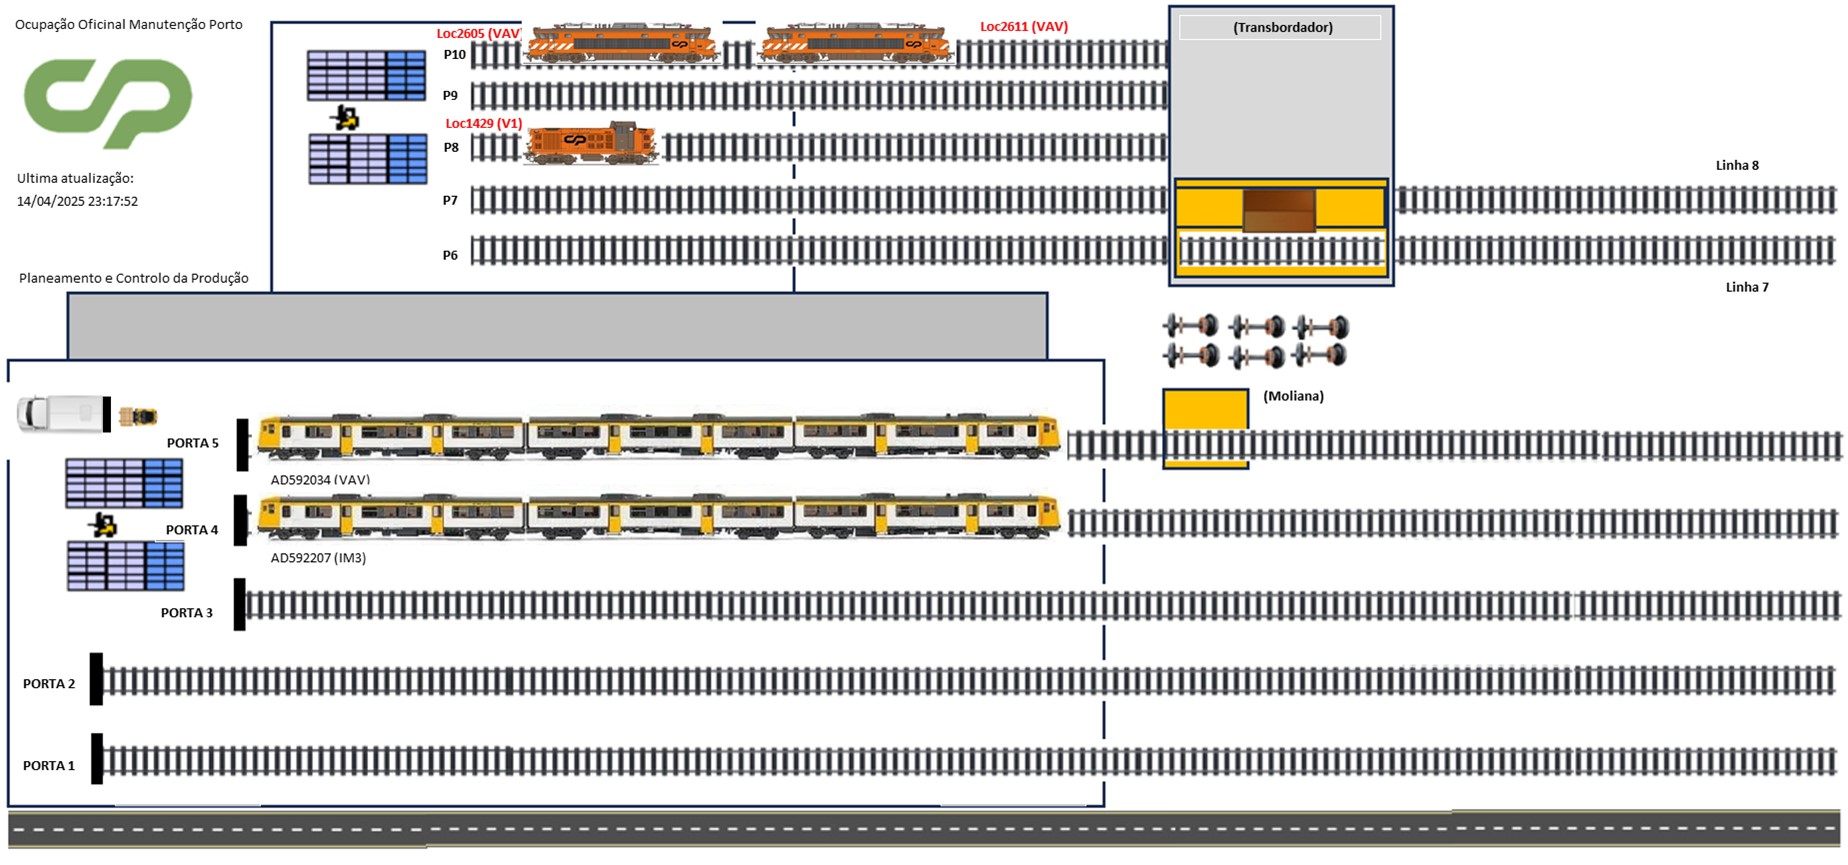 Ocupação Oficinal Manutenção Porto
Loc2605 (VAV)
Loc2611 (VAV)
(Transbordador)
P10
P9
Loc1429 (V1)
P8
Linha 8
Ultima atualização:
14/04/2025 23:17:52
P7
P6
Planeamento e Controlo da Produção
Linha 7
(Moliana)
PORTA 5
AD592034 (VAV)
PORTA 4
AD592207 (IM3)
PORTA 3
PORTA 2
PORTA 1